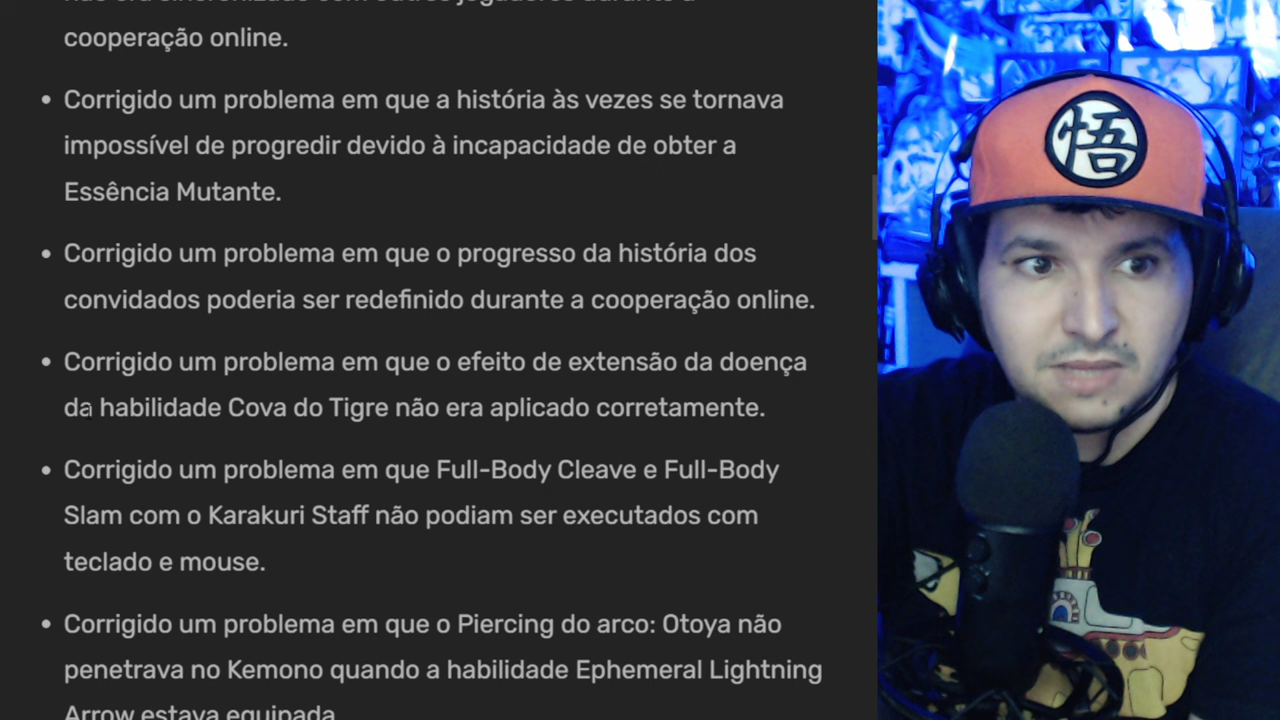 cooperação online.
• Corrigido um problema em que a história às vezes se tornava
impossível de progredir devido à incapacidade de obter a
Essência Mutante.
• Corrigido um problema em que o progresso da história dos
convidados poderia ser redefinido durante a cooperação online.
• Corrigido um problema em que o efeito de extensão da doença
da habilidade Cova do Tigre não era aplicado corretamente.
• Corrigido um problema em que Full-Body Cleave e Full-Body
Slam com o Karakuri Staff não podiam ser executados com
teclado e mouse.
• Corrigido um problema em que o Piercing do arco: Otoya não
penetrava no Kemono quando a habilidade Ephemeral Lightning
Arrow estava equipada
悟